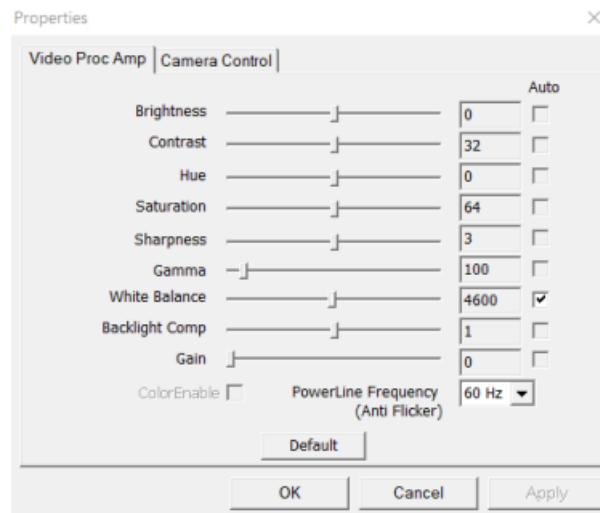 Properties
Video Proc Amp Camera Control
Auto
Brightness 0
Contrast 32
Hue 0
Saturation 64
Sharpness 3
Gamma 100
White Balance 4600
Backlight Comp 1
Gain 0
ColorEnable PowerLine Frequency 60 Hz
(Anti Flicker)
Default
OK Cancel Apply